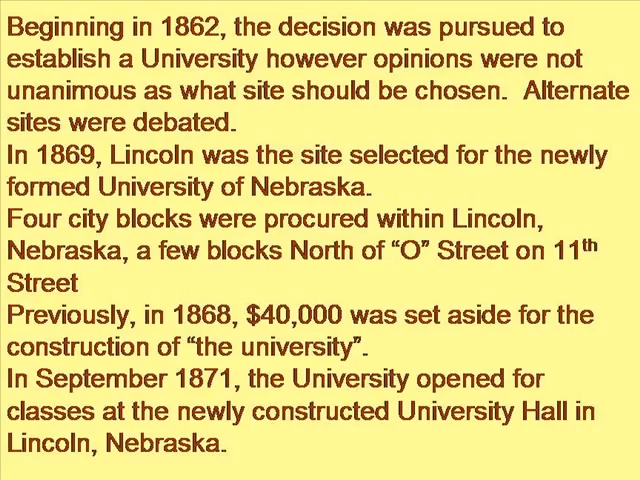 Beginning in 1862, the decision was pursued to
establish a University however opinions were not
unanimous as what site should be chosen.  Alternate
sites were debated.
In 1869, Lincoln was the site selected for the newly
formed University of Nebraska.
Four city blocks were procured within Lincoln,
Nebraska, a few blocks North of “O” Street on 11th
Street
Previously, in 1868, $40,000 was set aside for the
construction of “the university”.
In September 1871, the University opened for
classes at the newly constructed University Hall in
Lincoln, Nebraska.